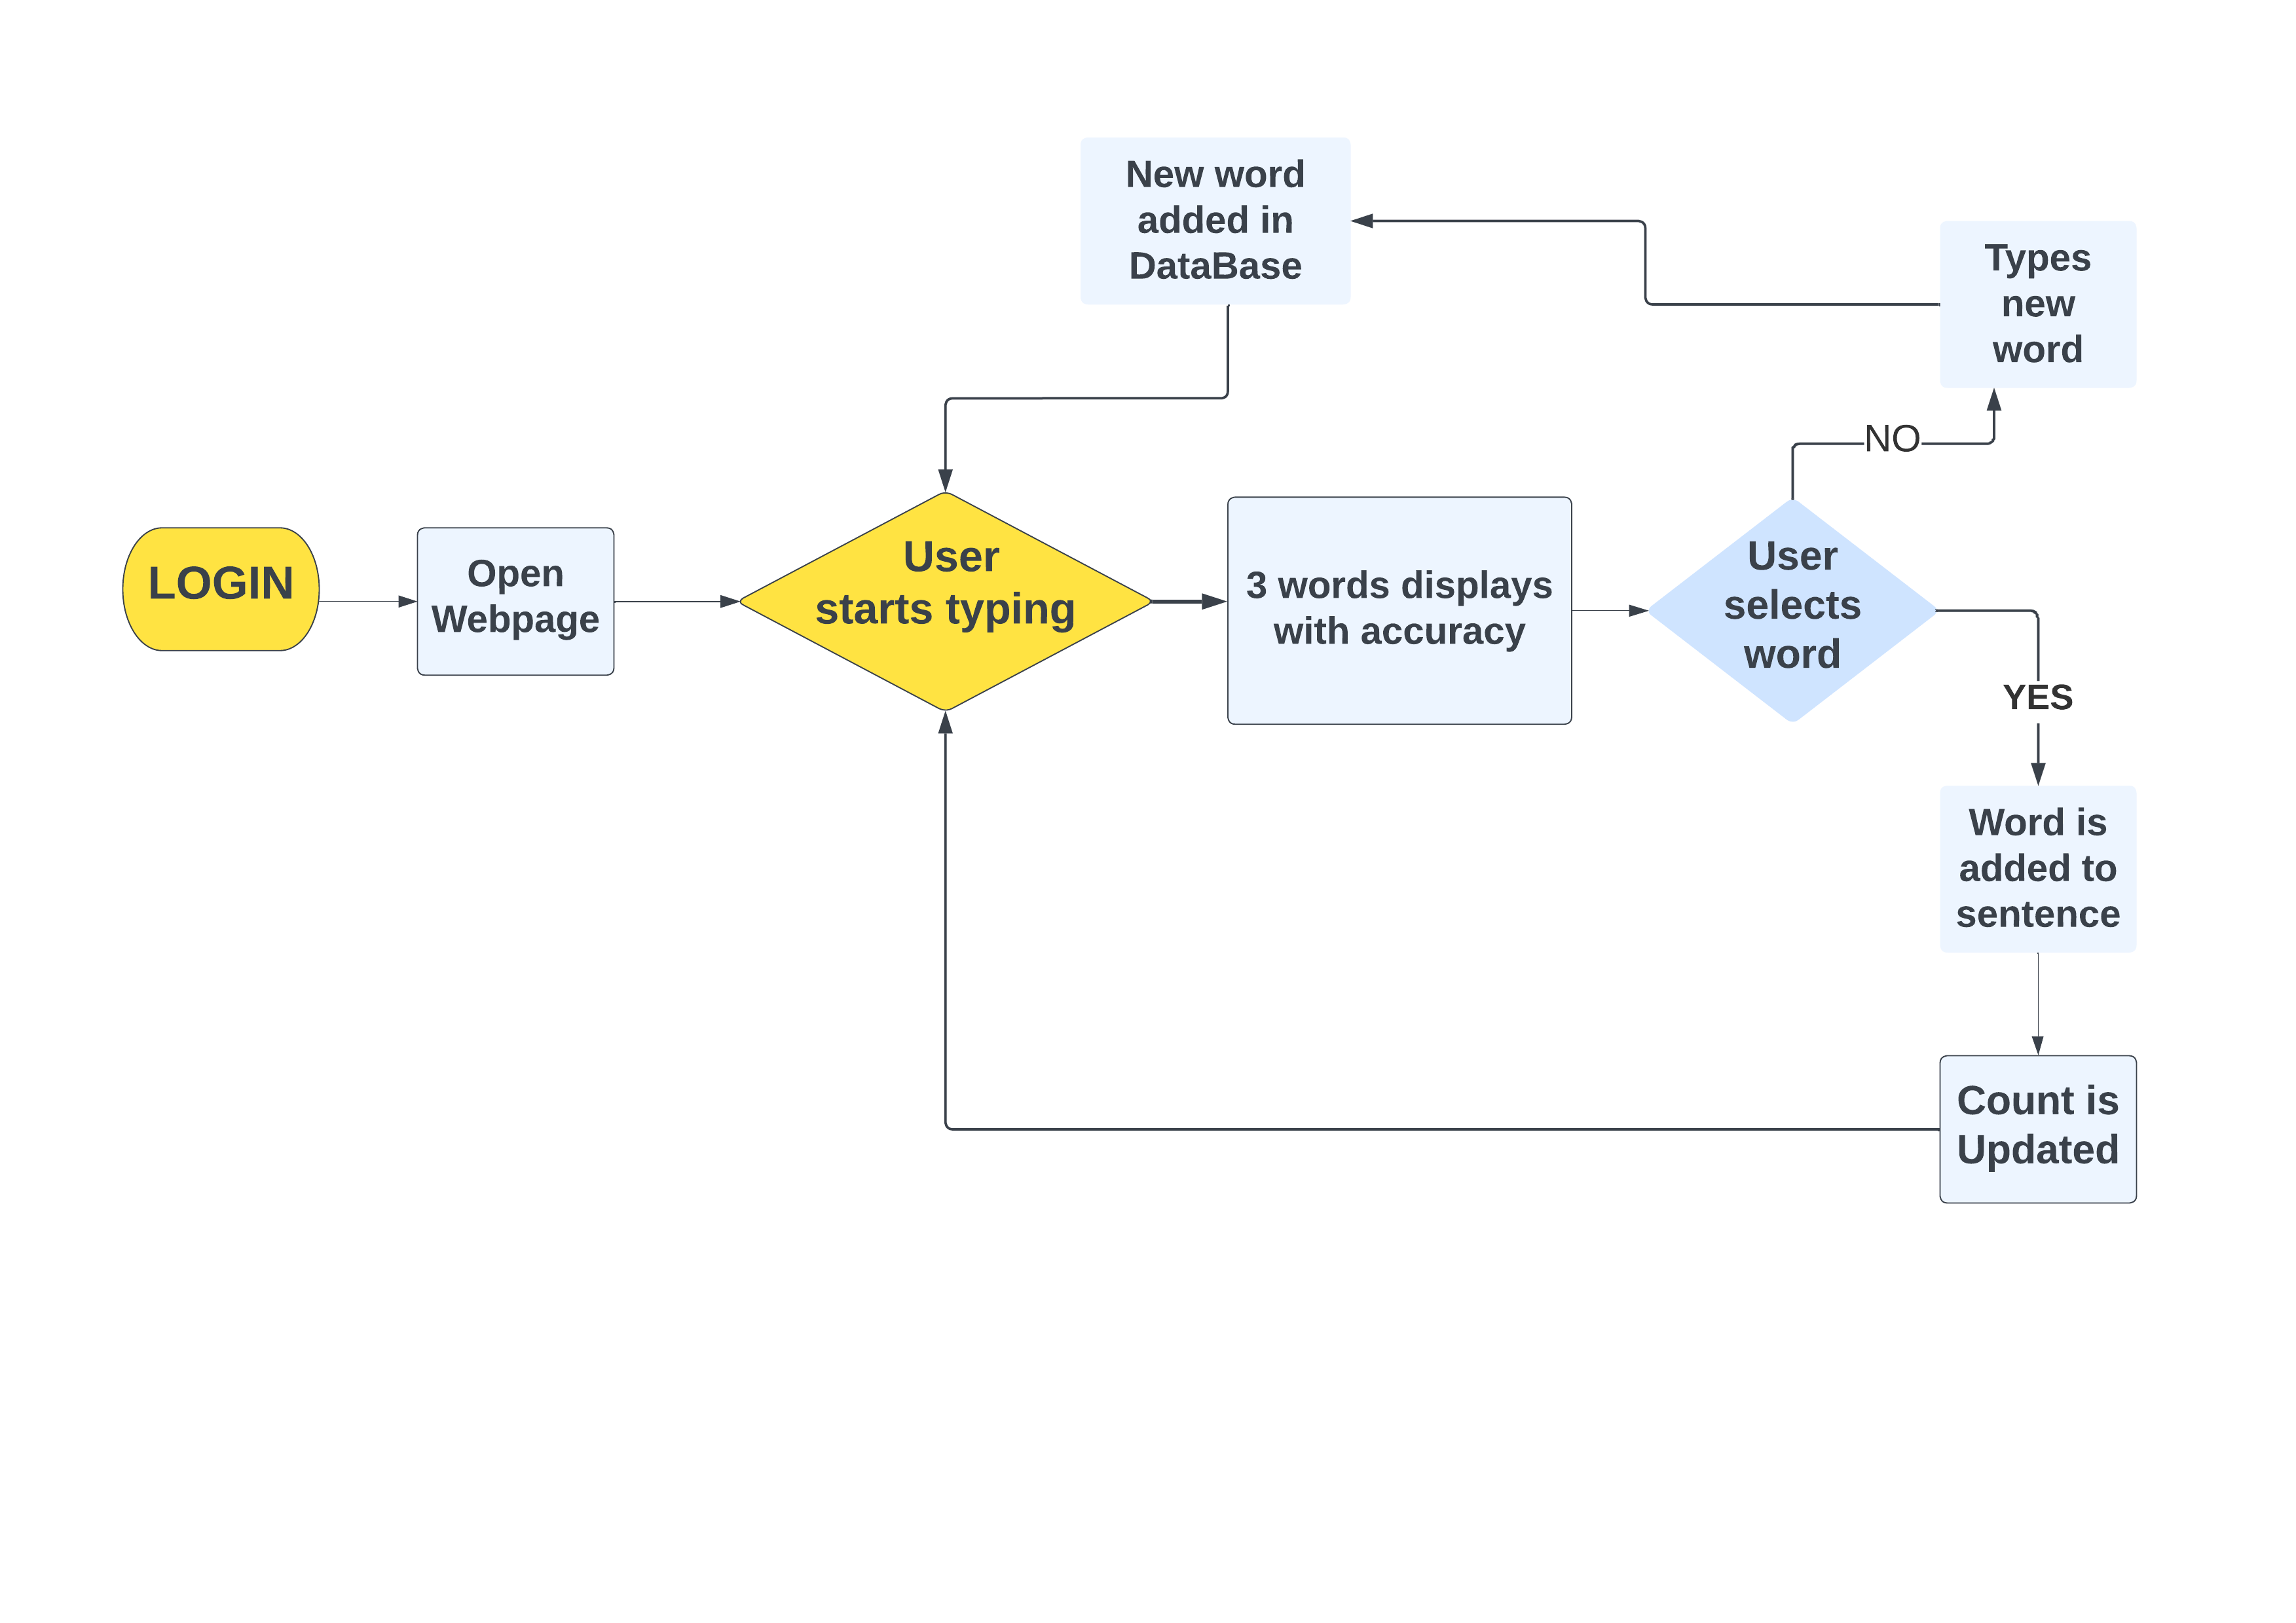 New word
added in
DataBase
Types
new
word
NO
LOGIN
Open
Webpage
User
starts typing
3 words displays
with accuracy
User
selects
word
YES
Word is
added to
sentence
Count is
Updated